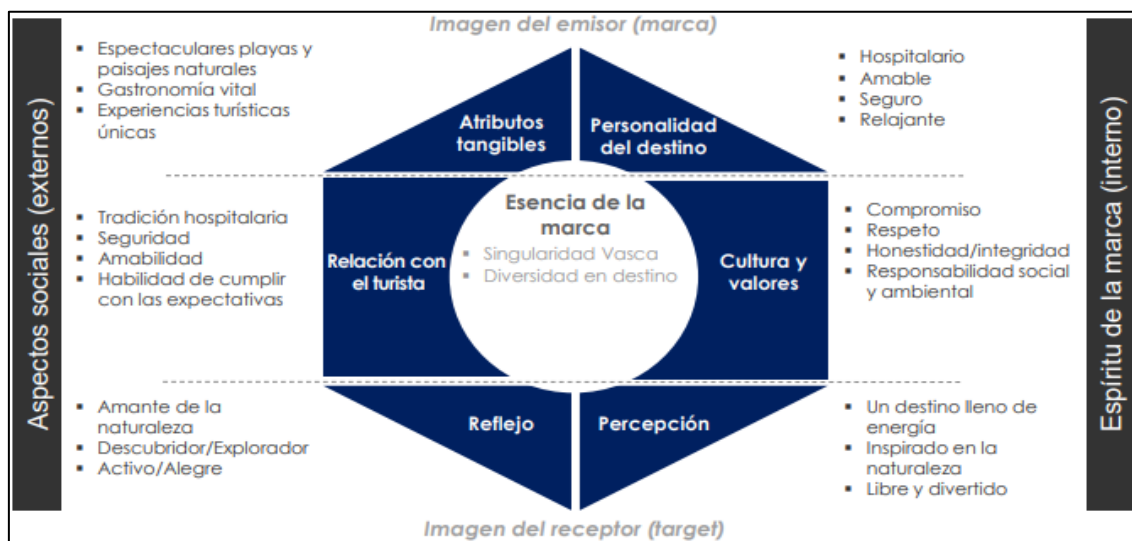 Imagen del emisor (marca)
Aspectos sociales (externos)
▪ Espectaculares playas y
paisajes naturales
▪ Gastronomía vital
▪ Experiencias turísticas
únicas
Atributos
tangibles
Personalidad
del destino
▪ Hospitalario
▪ Amable
▪ Seguro
▪ Relajante
▪ Tradición hospitalaria
▪ Seguridad
▪ Amabilidad
▪ Habilidad de cumplir
con las expectativas
Relación con
el turista
Esencia de la
marca
▪ Singularidad Vasca
▪ Diversidad en destino
Cultura y
valores
▪ Compromiso
▪ Respeto
▪ Honestidad/integridad
▪ Responsabilidad social
y ambiental
▪ Amante de la
naturaleza
▪ Descubridor/Explorador
▪ Activo/Alegre
Reflejo
Percepción
▪ Un destino lleno de
energía
▪ Inspirado en la
naturaleza
▪ Libre y divertido
Espíritu de la marca (interno)
Imagen del receptor (target)